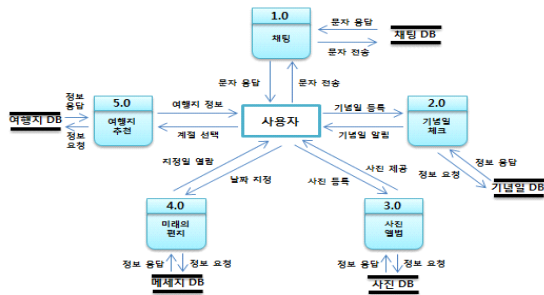 1.0
채팅
문자 응답
채팅 DB
문자 전송
문자 응답
문자 전송
정보
응답
여행지 DB
정보
요청
5.0
여행지
추천
여행지 정보
계절 선택
사용자
기념일 등록
기념일 알림
2.0
기념일
체크
정보 응답
정보 요청
기념일 DB
지정일 열람
날짜 지정
사진 제공
사진 등록
4.0
미래의
편지
3.0
사진
앨범
정보 응답
정보 요청
메세지 DB
정보 응답
정보 요청
사진 DB